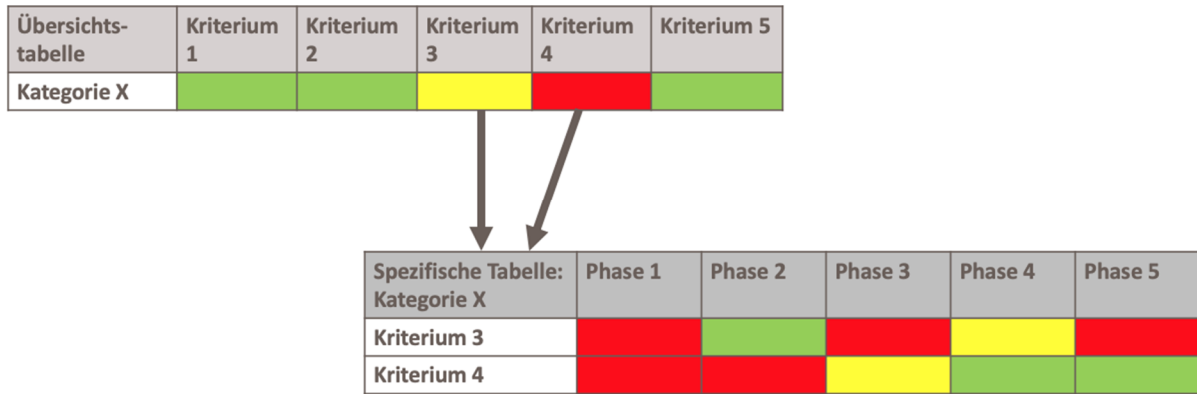 Übersichts- Kriterium Kriterium Kriterium Kriterium Kriterium 5
tabelle 1 2 3 4
Kategorie X
Spezifische Tabelle: Phase 1 Phase 2 Phase 3 Phase 4 Phase 5
Kategorie X
Kriterium 3
Kriterium 4